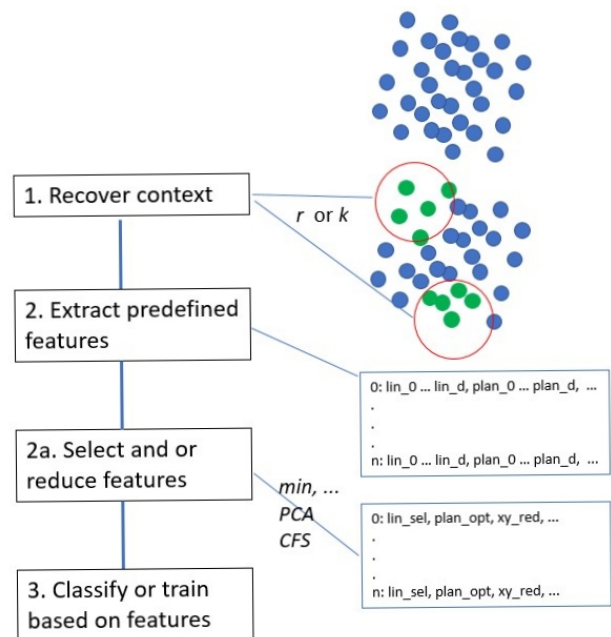 1. Recover context
r or k
2. Extract predefined
features
0: lin_0 ... lin_d, plan_0 ... plan_d, ...
.
.
.
n: lin_0 ... lin_d, plan_0 ... plan_d, ...
2a. Select and or
reduce features
min, ...
PCA
CFS
0: lin_sel, plan_opt, xy_red, ...
.
.
.
n: lin_sel, plan_opt, xy_red, ...
3. Classify or train
based on features